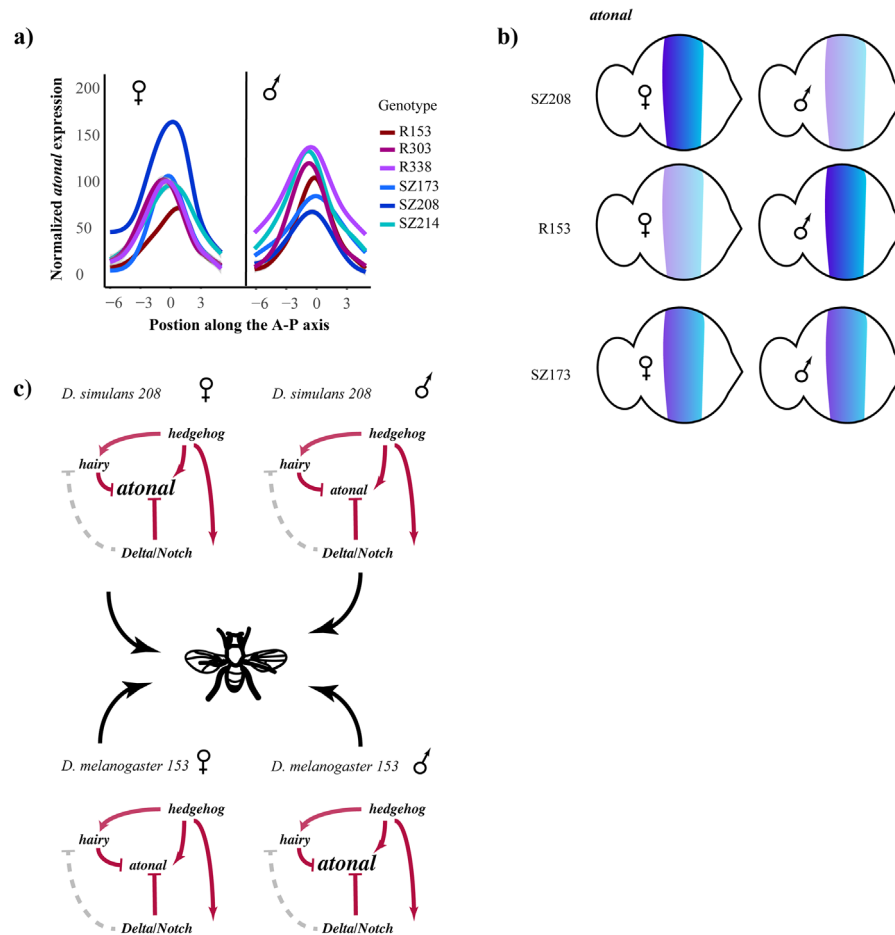 a)
♀
♂
Normalized atonal expression
200
150
100
50
0
−6 −3 0 3
−6 −3 0 3
Postion along the A-P axis
Genotype
R153
R303
R338
SZ173
SZ208
SZ214
b)
atonal
SZ208
♀
♂
R153
♀
♂
SZ173
♀
♂
c)
D. simulans 208 ♀
hedgehog
hairy
atonal
Delta/Notch
D. simulans 208 ♂
hedgehog
hairy
atonal
Delta/Notch
D. melanogaster 153 ♀
hedgehog
hairy
atonal
Delta/Notch
D. melanogaster 153 ♂
hedgehog
hairy
atonal
Delta/Notch